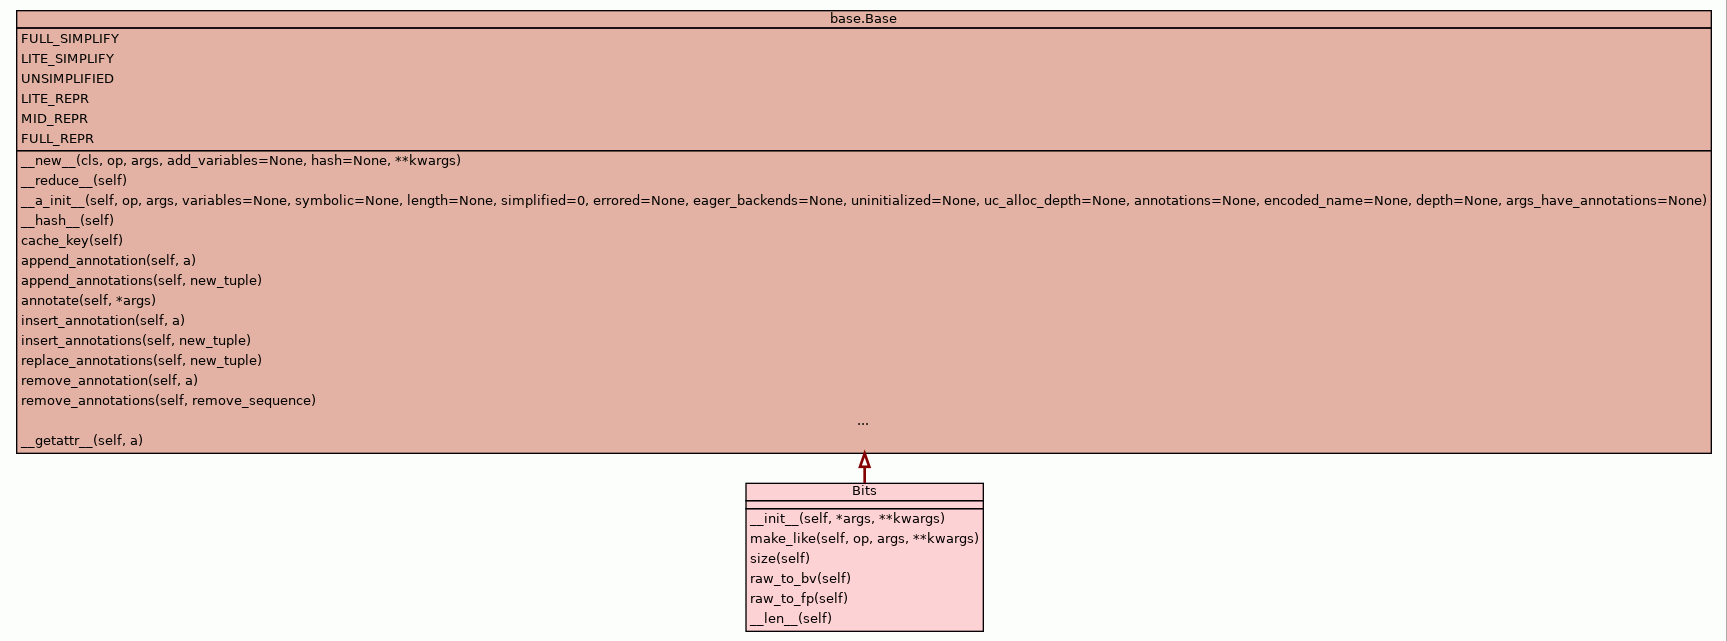 base.Base
FULL_SIMPLIFY
LITE_SIMPLIFY
UNSIMPLIFIED
LITE_REPR
MID_REPR
FULL_REPR
__new__(cls, op, args, add_variables=None, hash=None, **kwargs)
__reduce__(self)
__a_init__(self, op, args, variables=None, symbolic=None, length=None, simplified=0, errored=None, eager_backends=None, uninitialized=None, uc_alloc_depth=None, annotations=None, encoded_name=None, depth=None, args_have_annotations=None)
__hash__(self)
cache_key(self)
append_annotation(self, a)
append_annotations(self, new_tuple)
annotate(self, *args)
insert_annotation(self, a)
insert_annotations(self, new_tuple)
replace_annotations(self, new_tuple)
remove_annotation(self, a)
remove_annotations(self, remove_sequence)
...
__getattr__(self, a)
Bits
__init__(self, *args, **kwargs)
make_like(self, op, args, **kwargs)
size(self)
raw_to_bv(self)
raw_to_fp(self)
__len__(self)